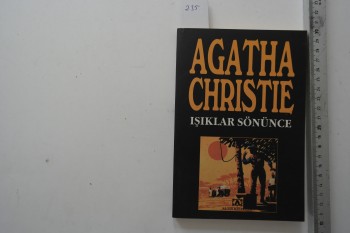 235
AGATHA
CHRISTIE
IŞIKLAR SÖNÜNCE